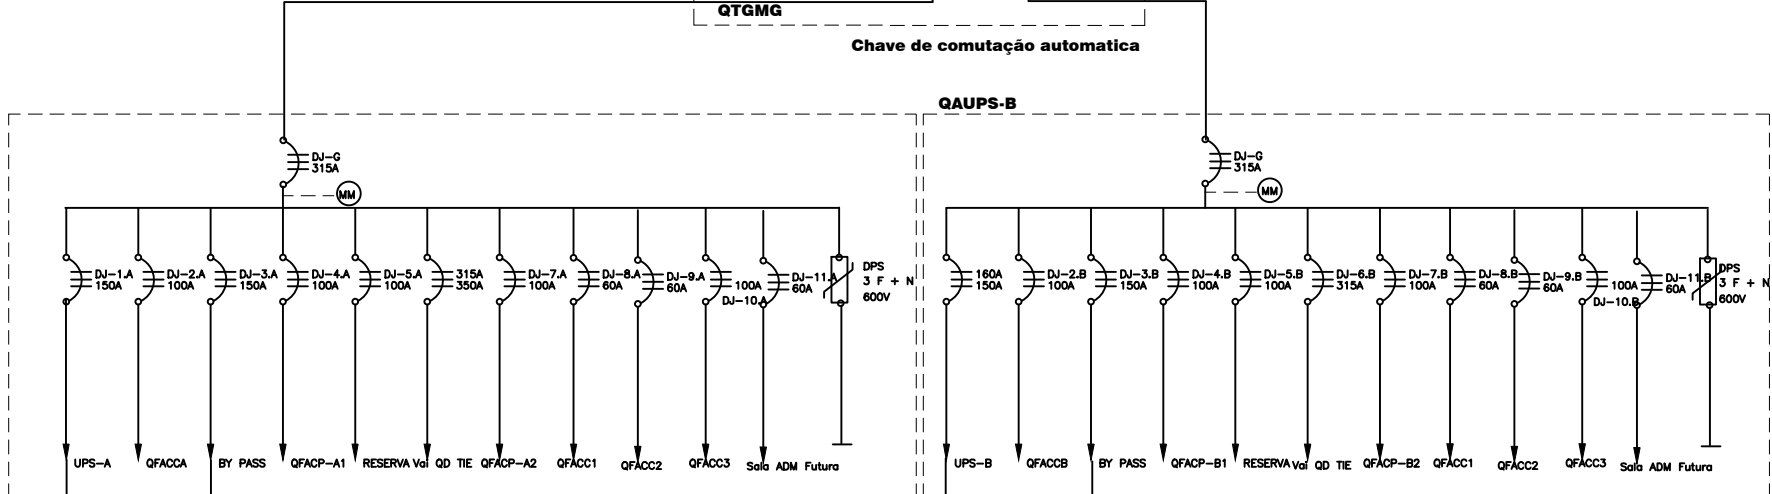 QTGMG
Chave de comutação automatica
QAUPS-B
DJ-G
315A
MM
DJ-G
315A
MM
DJ-1.A
150A
DJ-2.A
100A
DJ-3.A
150A
DJ-4.A
100A
DJ-5.A
100A
315A
350A
DJ-7.A
100A
DJ-8.A
60A
DJ-9.A
60A
100A
DJ-10.A
DJ-11.A
60A
DPS
3 F + N
600V
160A
150A
DJ-2.B
100A
DJ-3.B
150A
DJ-4.B
100A
DJ-5.B
100A
DJ-6.B
315A
DJ-7.B
100A
DJ-8.B
60A
DJ-9.B
60A
100A
DJ-10.B
DJ-11.B
60A
DPS
3 F + N
600V
UPS-A
QFACCA
BY PASS
QFACP-A1
RESERVA
Vai QD TIE
QFACP-A2
QFACC1
QFACC2
QFACC3
Sala ADM Futura
UPS-B
QFACCB
BY PASS
QFACP-B1
RESERVA
Vai QD TIE
QFACP-B2
QFACC1
QFACC2
QFACC3
Sala ADM Futura